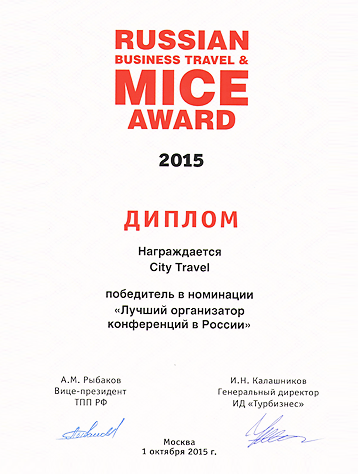 RUSSIAN
BUSINESS TRAVEL &
MICE
AWARD
2015
ДИПЛОМ
Награждается
City Travel
победитель в номинации
«Лучший организатор
конференций в России»
А.М. Рыбаков
Вице-президент
ТПП РФ
И.Н. Калашников
Генеральный директор
ИД «Турбизнес»
Москва
1 октября 2015 г.